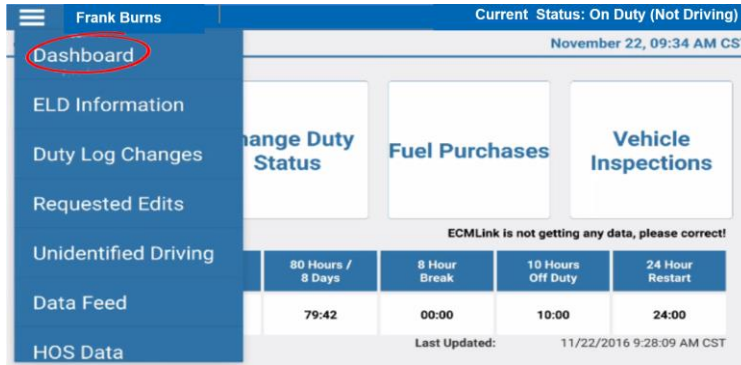 Frank Burns
Current Status: On Duty (Not Driving)
November 22, 09:34 AM
Dashboard
ELD Information
Duty Log Changes
Requested Edits
Unidentified Driving
Data Feed
HOS Data
Duty
Status
Fuel Purchases
Vehicle
Inspections
ECMLink is not getting any data, please correct!
80 Hours /
8 Days
8 Hour
Break
10 Hours
Off Duty
24 Hour
Restart
79:42
00:00
10:00
24:00
Last Updated:
11/22/2016 9:28:09 AM CST